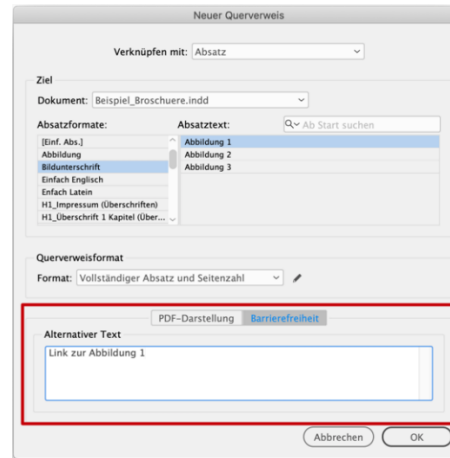 Neuer Querverweis
Verknüpfen mit: Absatz
Ziel
Dokument: Beispiel_Broschuere.indd
Absatzformate: Absatztext: Ab Start suchen
[Einf. Abs.] Abbildung 1
Abbildung Abbildung 2
Bildunterschrift Abbildung 3
Einfach Englisch
Enfach Latein
H1_Impressum (Überschriften)
H1_Überschrift 1 Kapitel (Über...
Querverweisformat
Format: Vollständiger Absatz und Seitenzahl
PDF-Darstellung Barrierefreiheit
Alternativer Text
Link zur Abbildung 1
Abbrechen OK